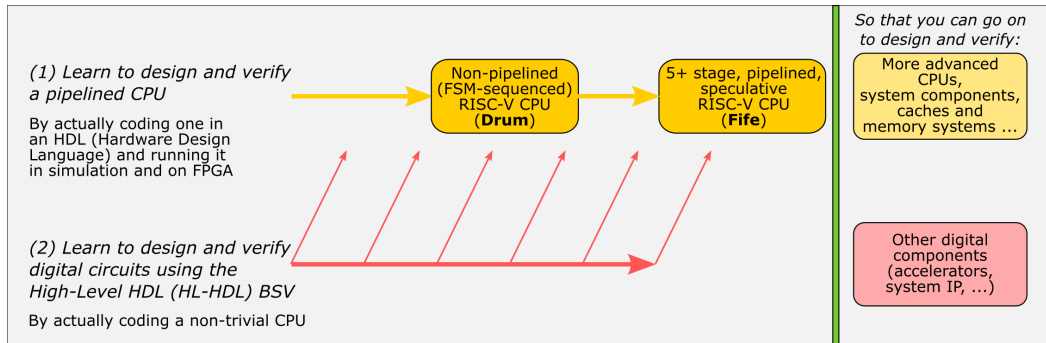 (1) Learn to design and verify
a pipelined CPU
By actually coding one in
an HDL (Hardware Design
Language) and running it
in simulation and on FPGA
Non-pipelined
(FSM-sequenced)
RISC-V CPU
(Drum)
5+ stage, pipelined,
speculative
RISC-V CPU
(Fife)
(2) Learn to design and verify
digital circuits using the
High-Level HDL (HL-HDL) BSV
By actually coding a non-trivial CPU
So that you can go on
to design and verify:
More advanced
CPUs,
system components,
caches and
memory systems ...
Other digital
components
(accelerators,
system IP, ...)